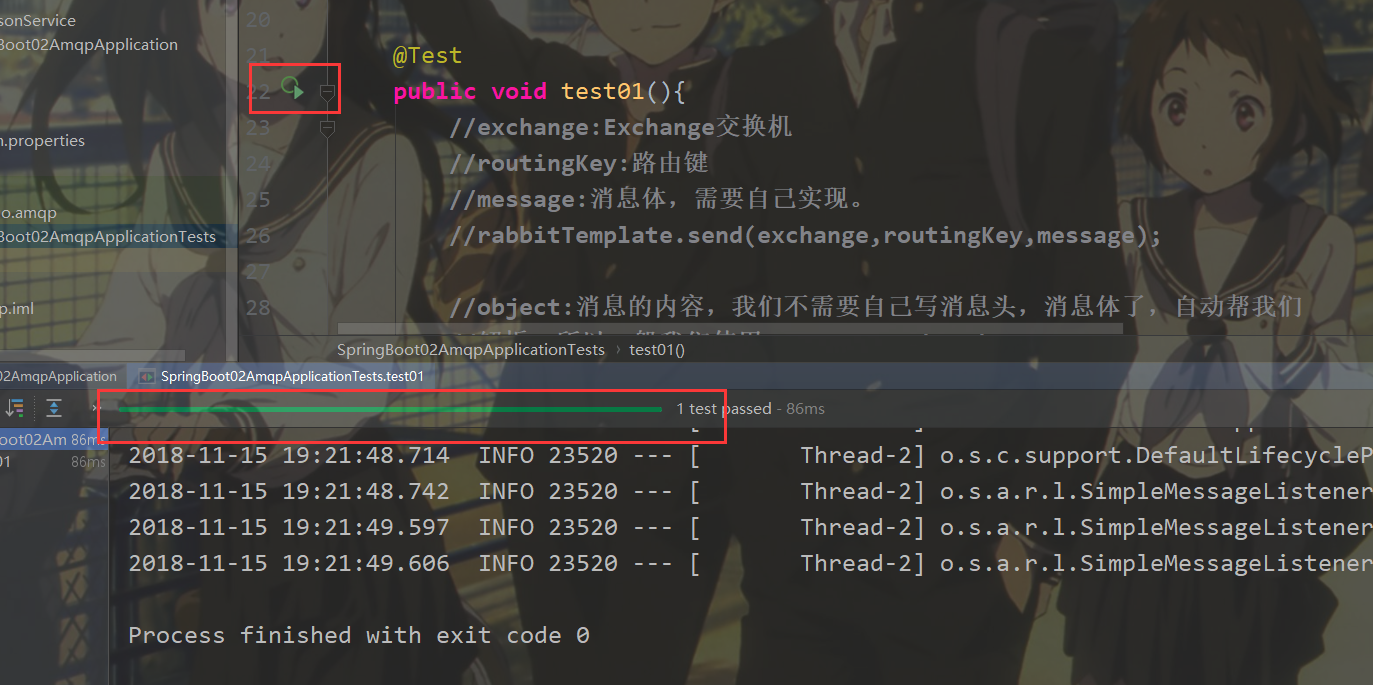 sonService
Boot02AmqpApplication
n.properties
o.amqp
Boot02AmqpApplicationTests
p.iml
20
21
@Test
22
public void test01(){
23
//exchange:Exchange交换机
24
//routingKey:路由键
25
//message:消息体，需要自己实现。
26
//rabbitTemplate.send(exchange,routingKey,message);
27
28
//object:消息的内容，我们不需要自己写消息头，消息体了，自动帮我们
SpringBoot02AmqpApplicationTests › test01()
02AmqpApplication
SpringBoot02AmqpApplicationTests.test01
» 1 test passed - 86ms
Boot02Am 86ms
01 86ms
2018-11-15 19:21:48.714 INFO 23520 --- [ Thread-2] o.s.c.support.DefaultLifecycleP
2018-11-15 19:21:48.742 INFO 23520 --- [ Thread-2] o.s.a.r.l.SimpleMessageListener
2018-11-15 19:21:49.597 INFO 23520 --- [ Thread-2] o.s.a.r.l.SimpleMessageListener
2018-11-15 19:21:49.606 INFO 23520 --- [ Thread-2] o.s.a.r.l.SimpleMessageListener
Process finished with exit code 0